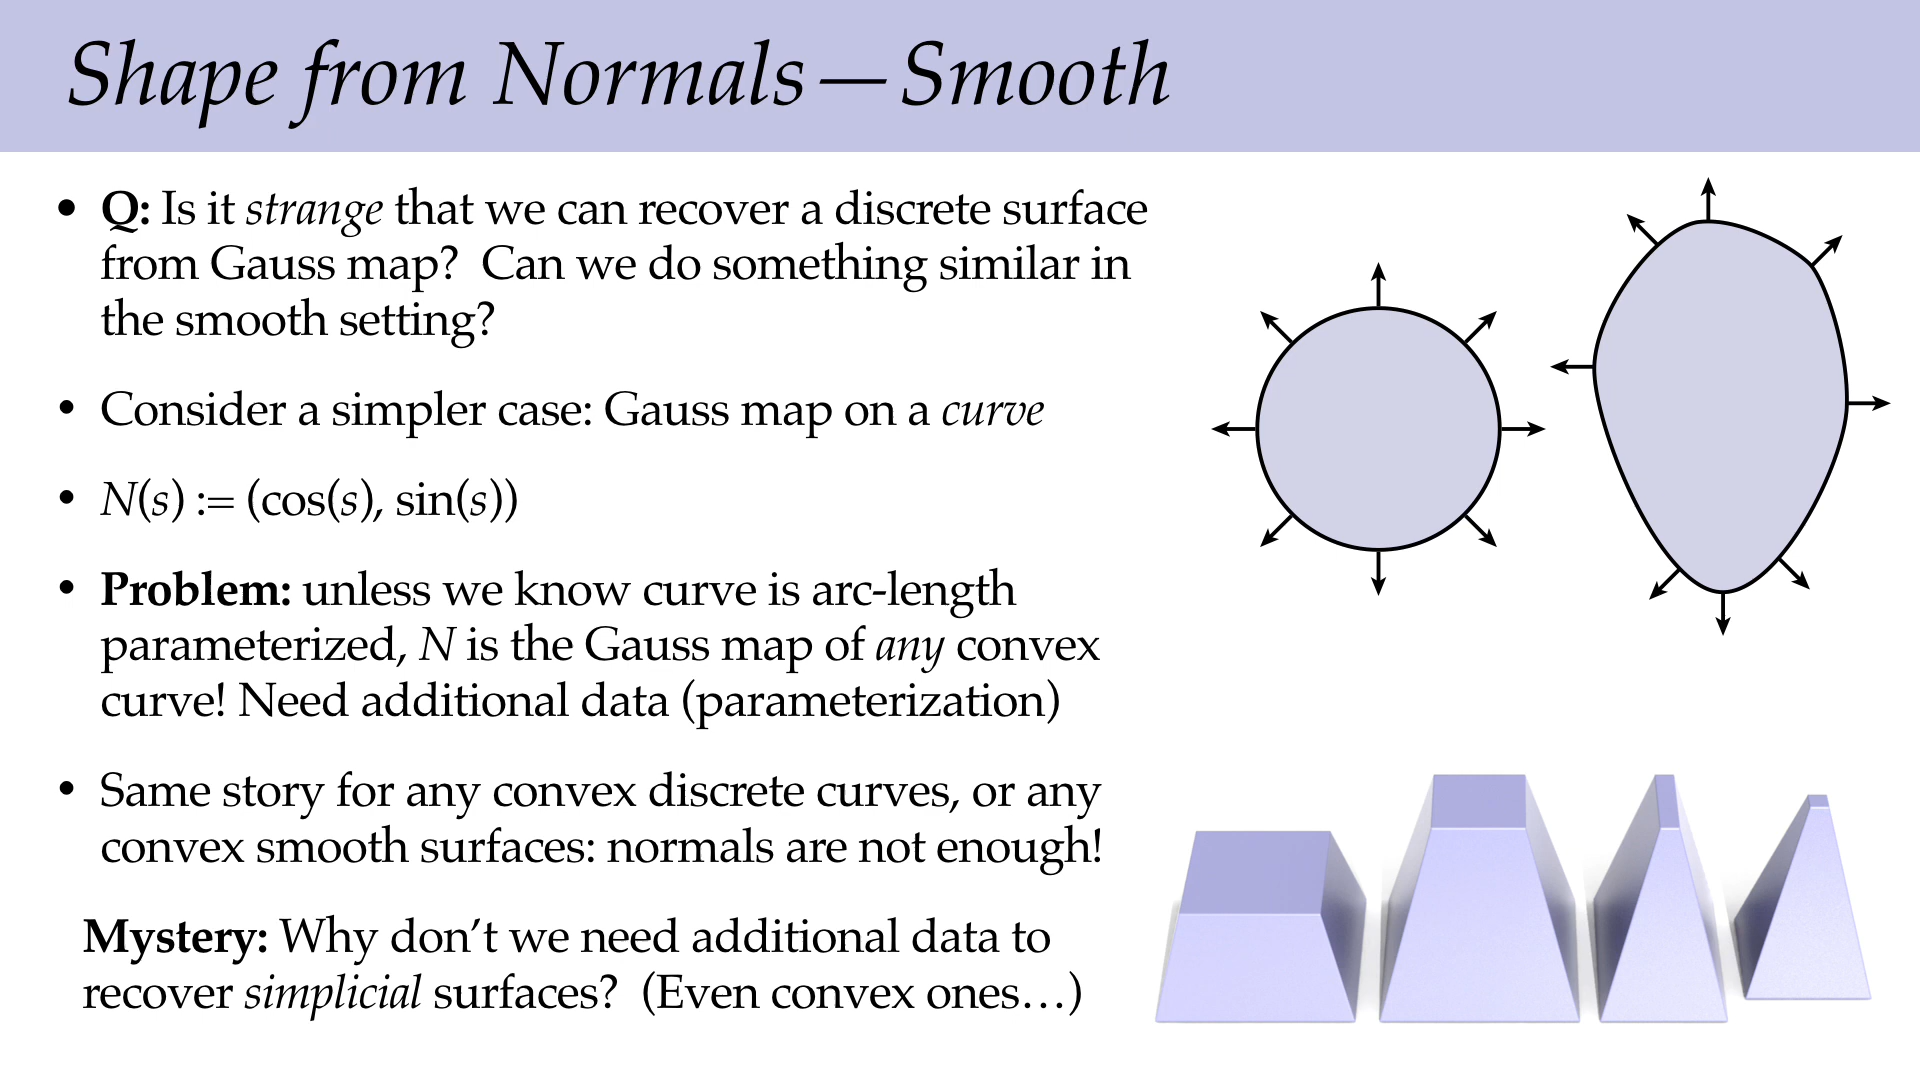 Shape from Normals—Smooth
• Q: Is it strange that we can recover a discrete surface
from Gauss map? Can we do something similar in
the smooth setting?
• Consider a simpler case: Gauss map on a curve
• N(s) := (cos(s), sin(s))
• Problem: unless we know curve is arc-length
parameterized, N is the Gauss map of any convex
curve! Need additional data (parameterization)
• Same story for any convex discrete curves, or any
convex smooth surfaces: normals are not enough!
Mystery: Why don’t we need additional data to
recover simplicial surfaces? (Even convex ones…)